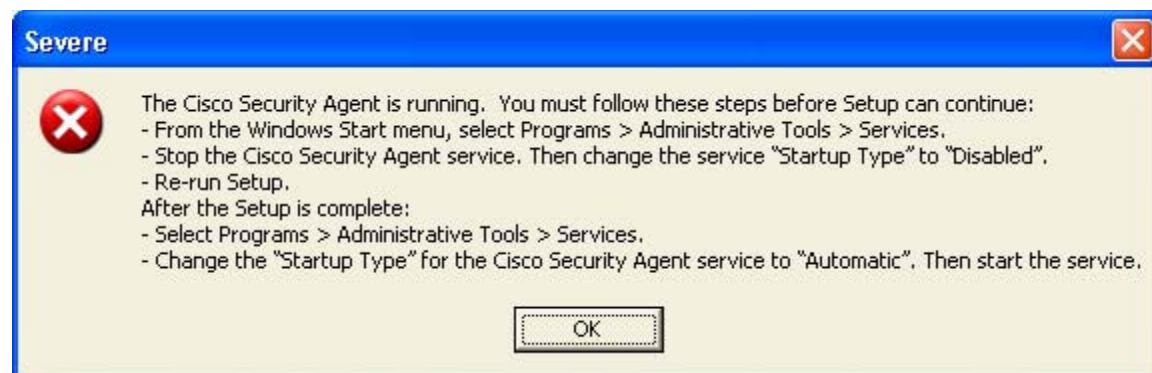 Severe
The Cisco Security Agent is running.  You must follow these steps before Setup can continue:
- From the Windows Start menu, select Programs > Administrative Tools > Services.
- Stop the Cisco Security Agent service. Then change the service “Startup Type” to “Disabled”.
- Re-run Setup.
After the Setup is complete:
- Select Programs > Administrative Tools > Services.
- Change the “Startup Type” for the Cisco Security Agent service to “Automatic”. Then start the service.
OK